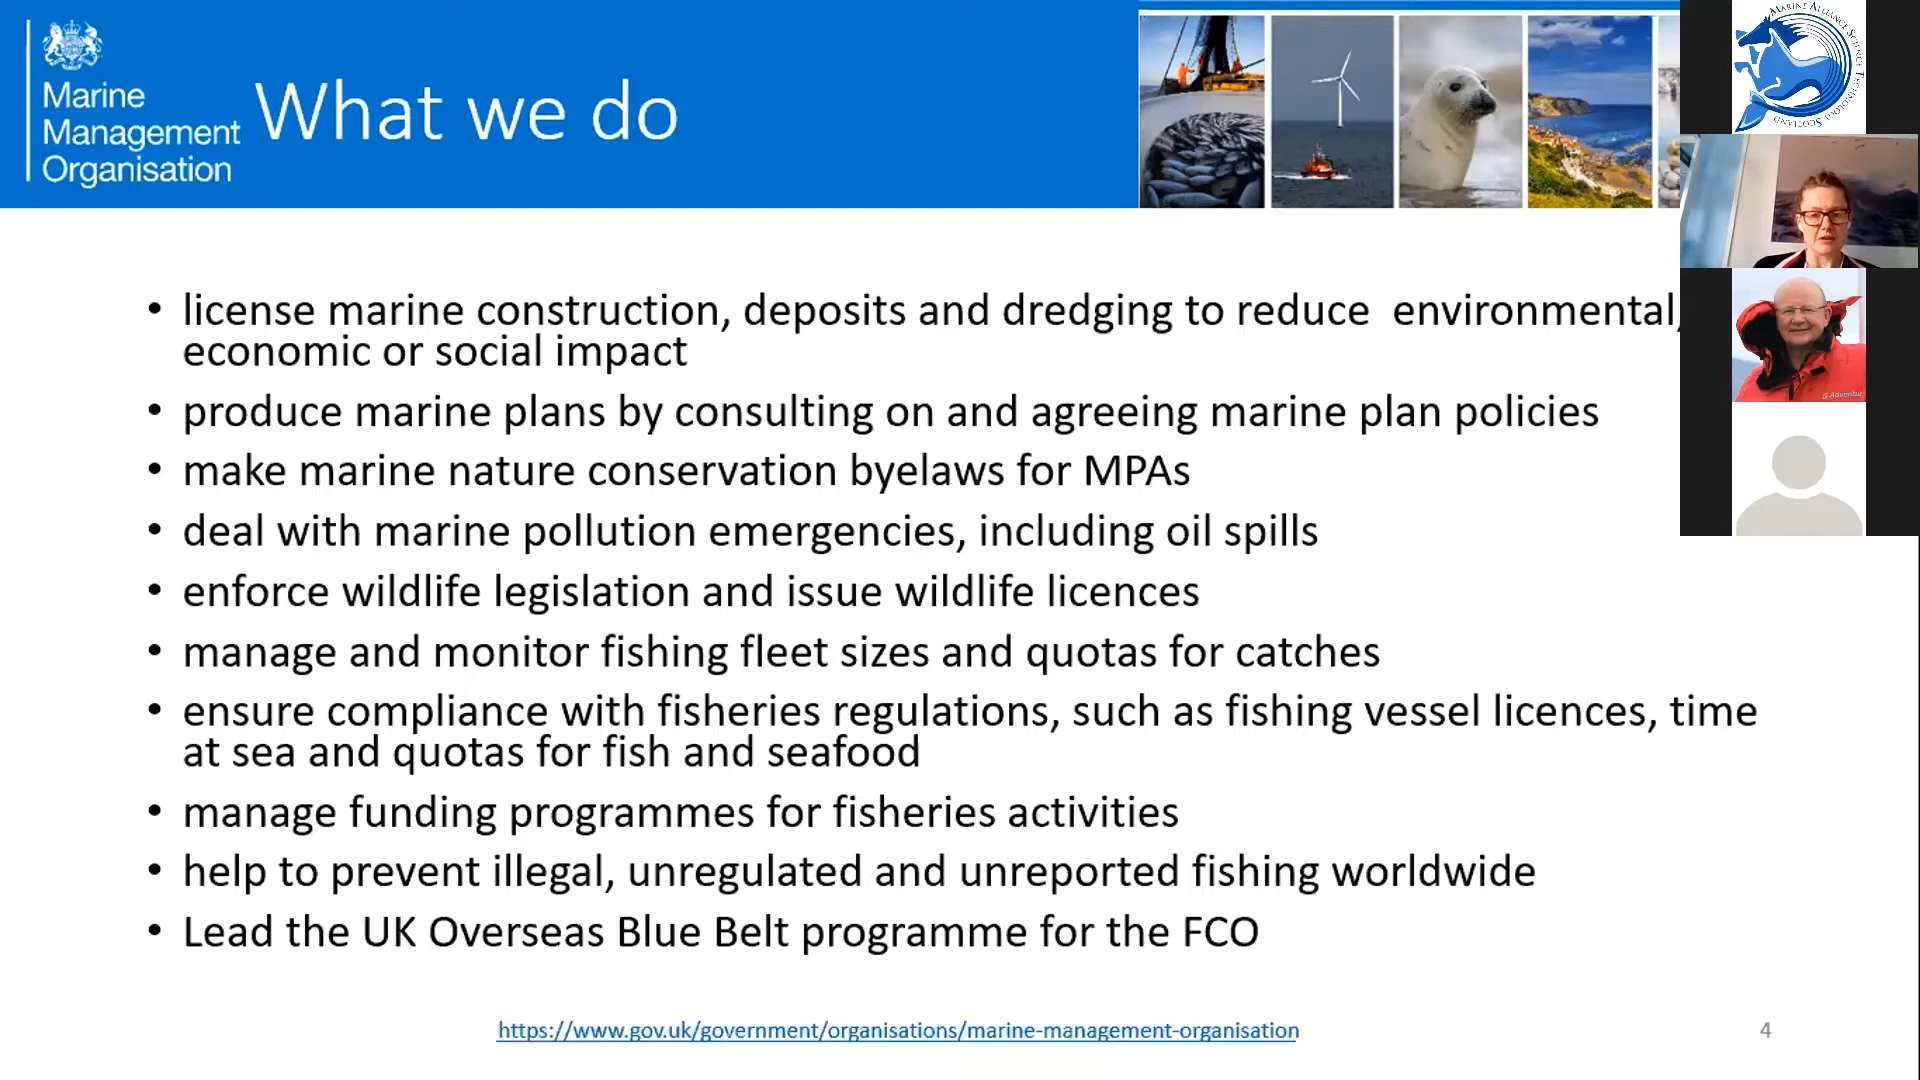 Marine
Management
Organisation
What we do
MARINE ALLIANCE SCIENCE TECHNOLOGY SCOTLAND
G Adventur
• license marine construction, deposits and dredging to reduce  environmental,
economic or social impact
• produce marine plans by consulting on and agreeing marine plan policies
• make marine nature conservation byelaws for MPAs
• deal with marine pollution emergencies, including oil spills
• enforce wildlife legislation and issue wildlife licences
• manage and monitor fishing fleet sizes and quotas for catches
• ensure compliance with fisheries regulations, such as fishing vessel licences, time
at sea and quotas for fish and seafood
• manage funding programmes for fisheries activities
• help to prevent illegal, unregulated and unreported fishing worldwide
• Lead the UK Overseas Blue Belt programme for the FCO
https://www.gov.uk/government/organisations/marine-management-organisation
4